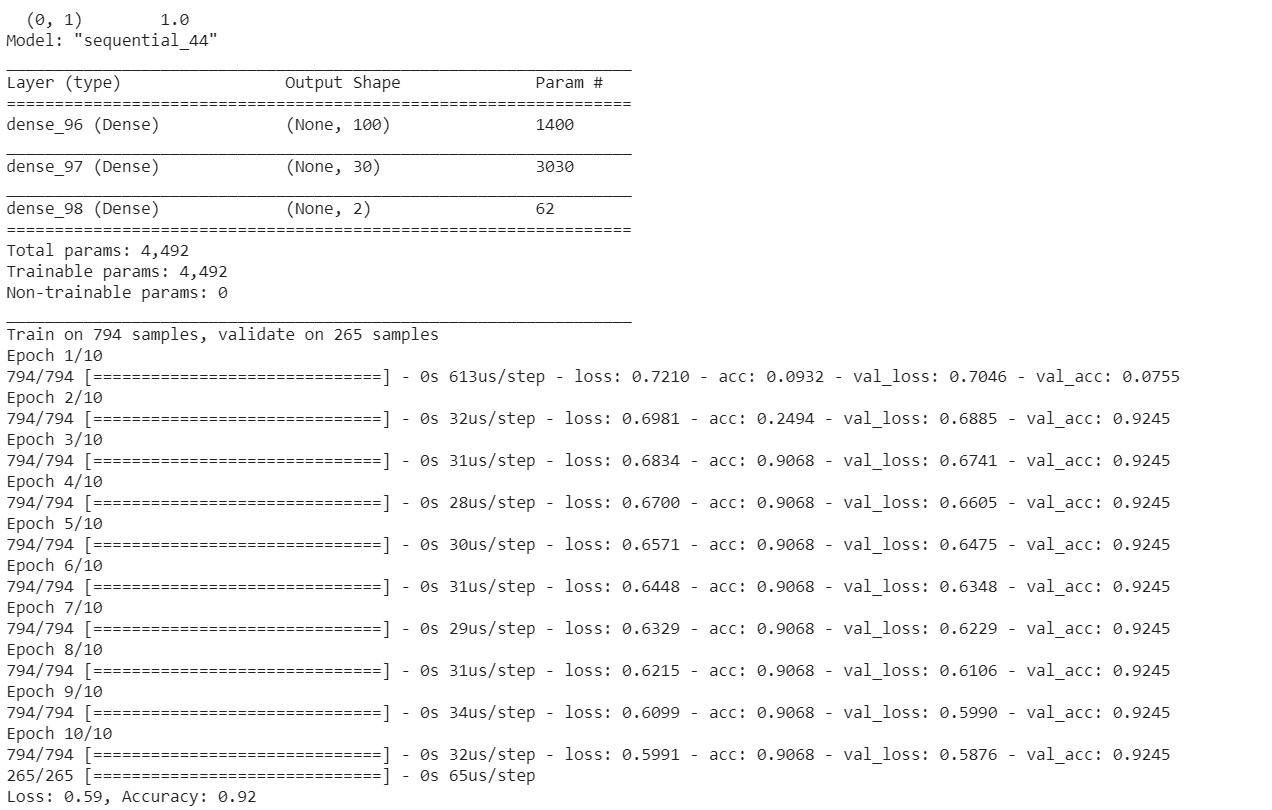 (0, 1)        1.0
Model: "sequential_44"
_________________________________________________________________
Layer (type)                 Output Shape              Param #
=================================================================
dense_96 (Dense)             (None, 100)               1400
_________________________________________________________________
dense_97 (Dense)             (None, 30)                3030
_________________________________________________________________
dense_98 (Dense)             (None, 2)                 62
=================================================================
Total params: 4,492
Trainable params: 4,492
Non-trainable params: 0
_________________________________________________________________
Train on 794 samples, validate on 265 samples
Epoch 1/10
794/794 [==============================] - 0s 613us/step - loss: 0.7210 - acc: 0.0932 - val_loss: 0.7046 - val_acc: 0.0755
Epoch 2/10
794/794 [==============================] - 0s 32us/step - loss: 0.6981 - acc: 0.2494 - val_loss: 0.6885 - val_acc: 0.9245
Epoch 3/10
794/794 [==============================] - 0s 31us/step - loss: 0.6834 - acc: 0.9068 - val_loss: 0.6741 - val_acc: 0.9245
Epoch 4/10
794/794 [==============================] - 0s 28us/step - loss: 0.6700 - acc: 0.9068 - val_loss: 0.6605 - val_acc: 0.9245
Epoch 5/10
794/794 [==============================] - 0s 30us/step - loss: 0.6571 - acc: 0.9068 - val_loss: 0.6475 - val_acc: 0.9245
Epoch 6/10
794/794 [==============================] - 0s 31us/step - loss: 0.6448 - acc: 0.9068 - val_loss: 0.6348 - val_acc: 0.9245
Epoch 7/10
794/794 [==============================] - 0s 29us/step - loss: 0.6329 - acc: 0.9068 - val_loss: 0.6229 - val_acc: 0.9245
Epoch 8/10
794/794 [==============================] - 0s 31us/step - loss: 0.6215 - acc: 0.9068 - val_loss: 0.6106 - val_acc: 0.9245
Epoch 9/10
794/794 [==============================] - 0s 34us/step - loss: 0.6099 - acc: 0.9068 - val_loss: 0.5990 - val_acc: 0.9245
Epoch 10/10
794/794 [==============================] - 0s 32us/step - loss: 0.5991 - acc: 0.9068 - val_loss: 0.5876 - val_acc: 0.9245
265/265 [==============================] - 0s 65us/step
Loss: 0.59, Accuracy: 0.92